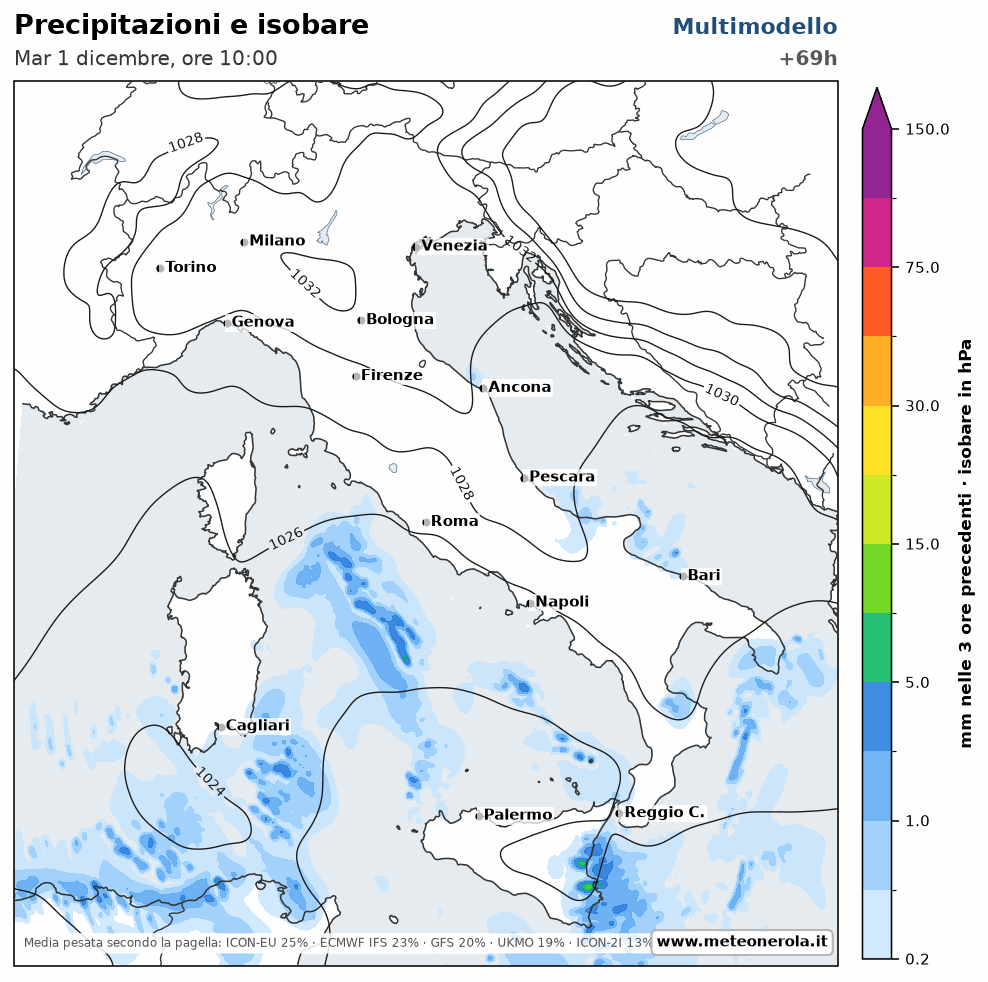 Precipitazioni e isobare
Multimodello
Mar 1 dicembre, ore 10:00
+69h
1028
Milano
Torino
Venezia
1032
1032
Genova
Bologna
Firenze
Ancona
1030
Pescara
1028
Roma
1026
Bari
Napoli
Cagliari
1024
Palermo
Reggio C.
Media pesata secondo la pagella: ICON-EU 25% · ECMWF IFS 23% · GFS 20% · UKMO 19% · ICON-2I 13%
www.meteonerola.it
150.0
75.0
30.0
15.0
5.0
1.0
0.2
mm nelle 3 ore precedenti · isobare in hPa